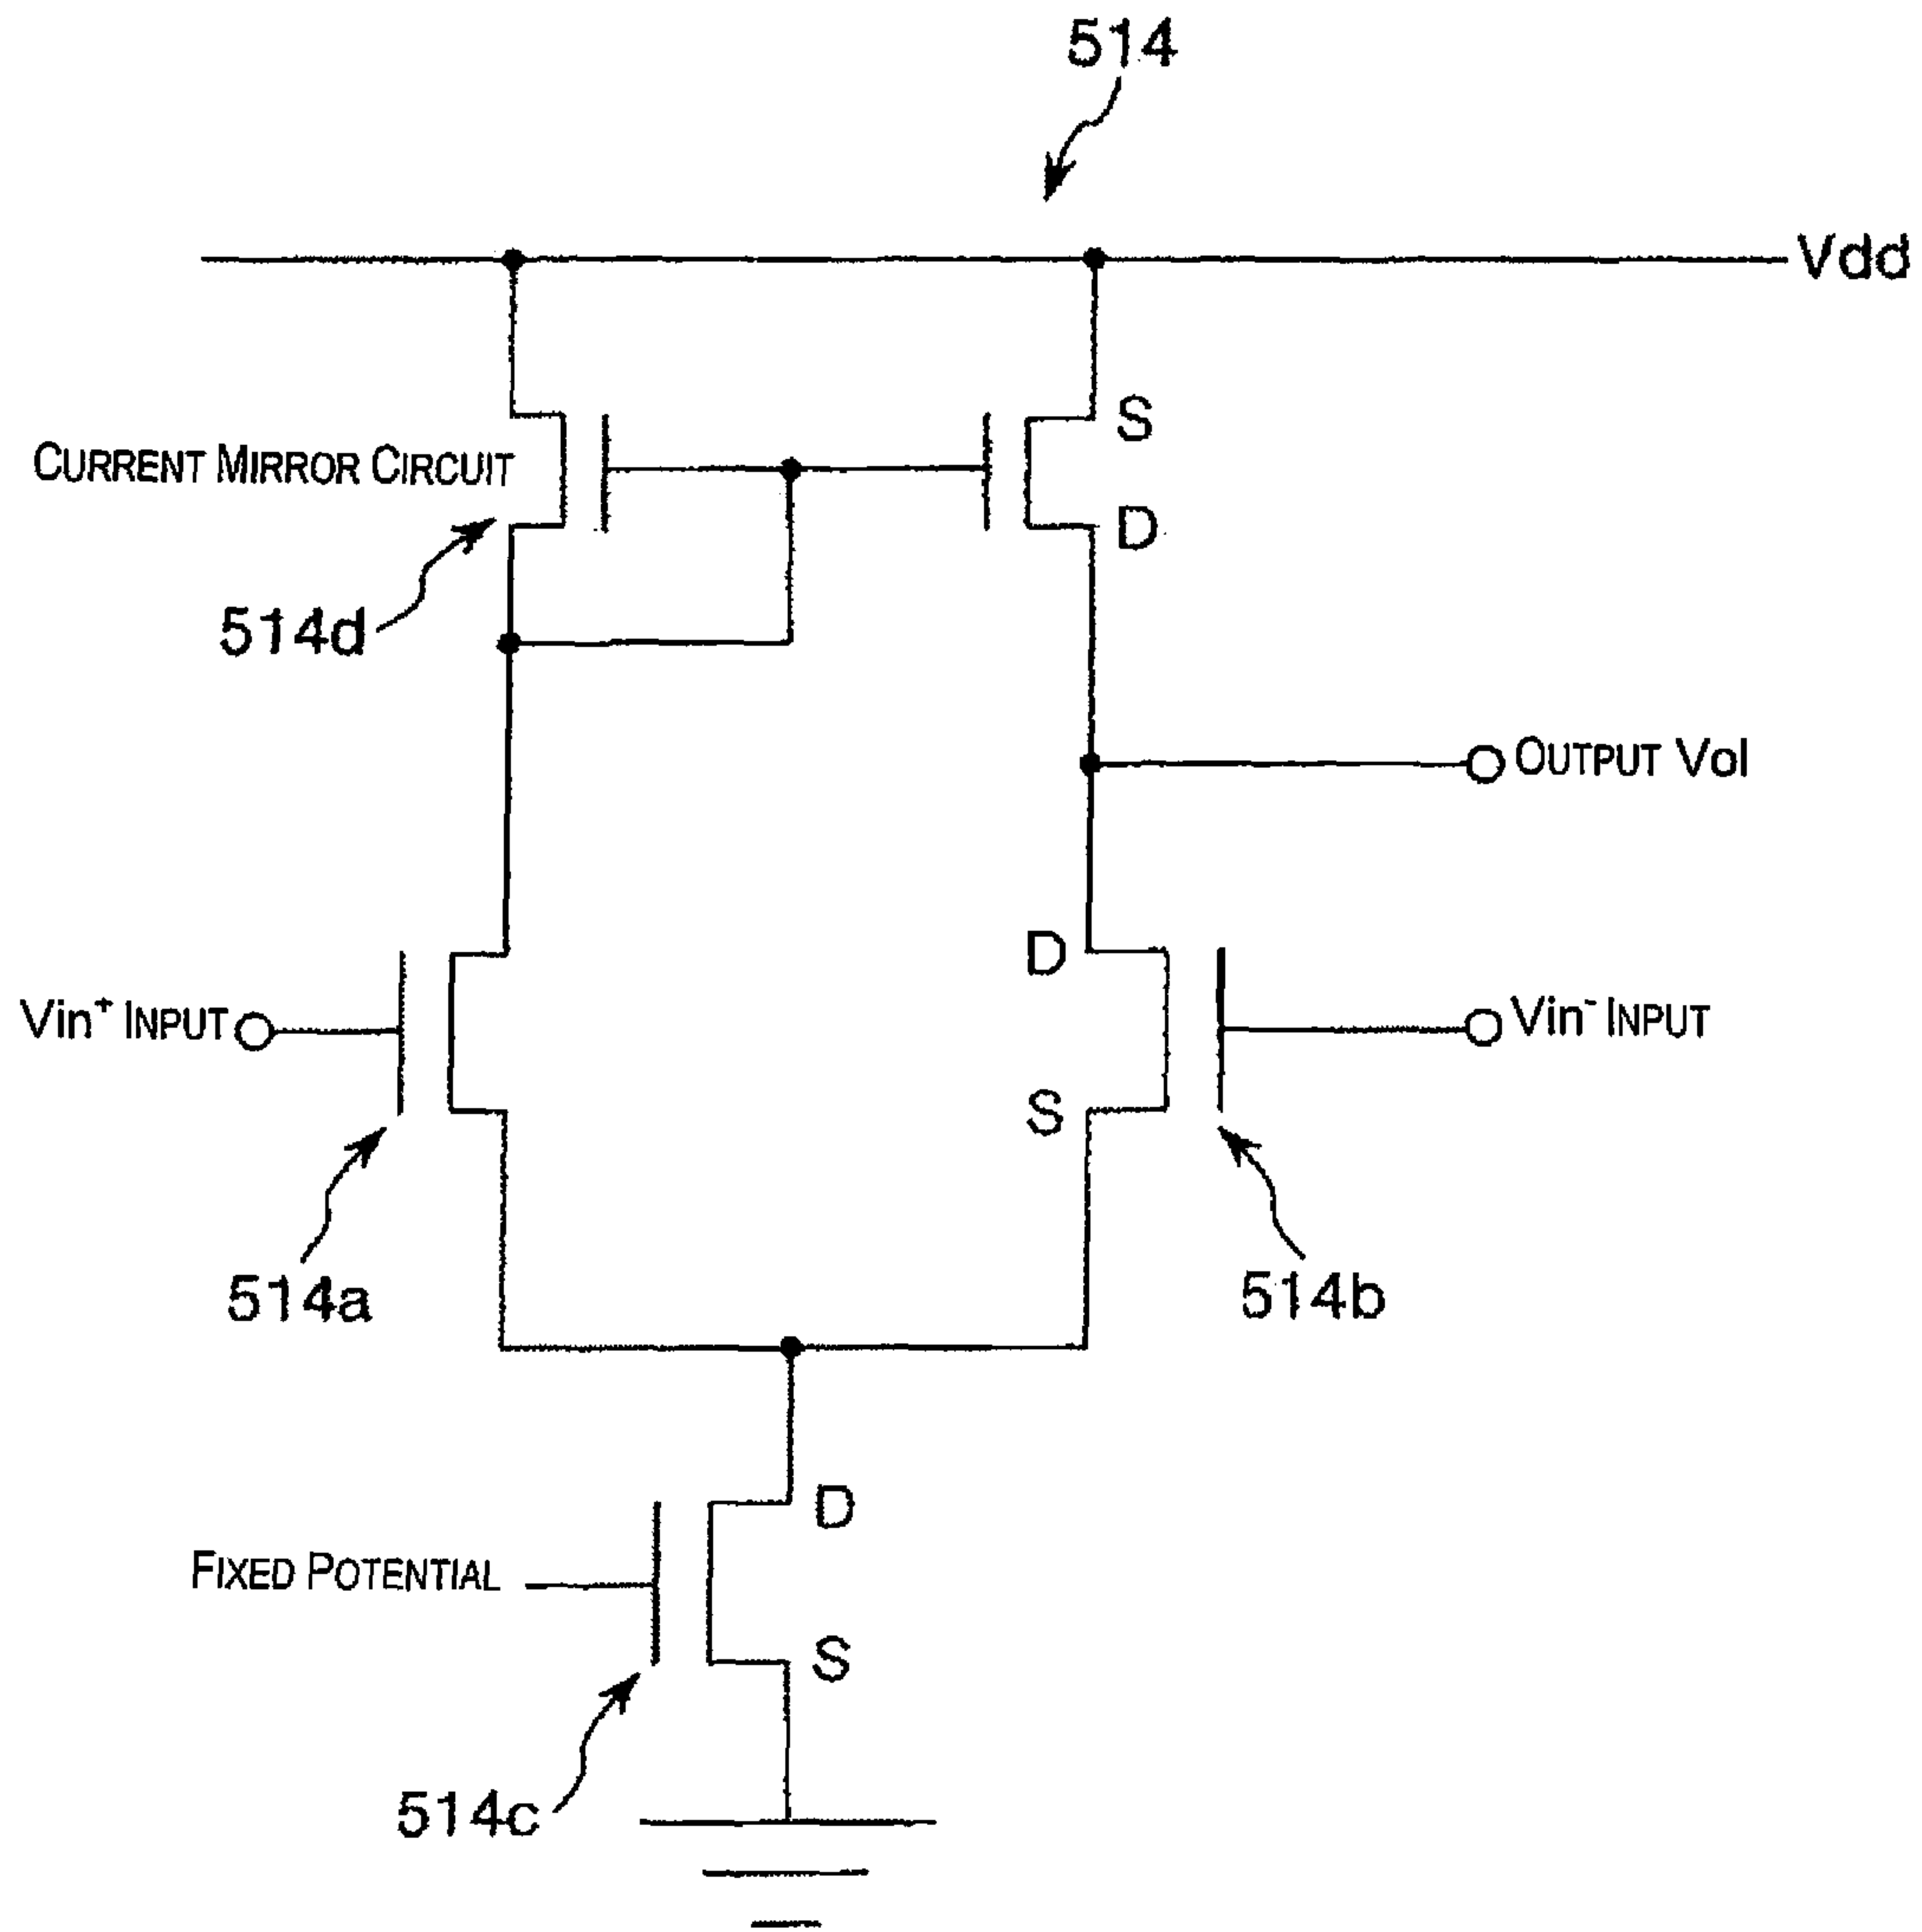 514
Vdd
S
CURRENT MIRROR CIRCUIT
D
514d
OUTPUT Vol
D
Vin+ INPUT
Vin- INPUT
S
514a
514b
D
FIXED POTENTIAL
S
514c